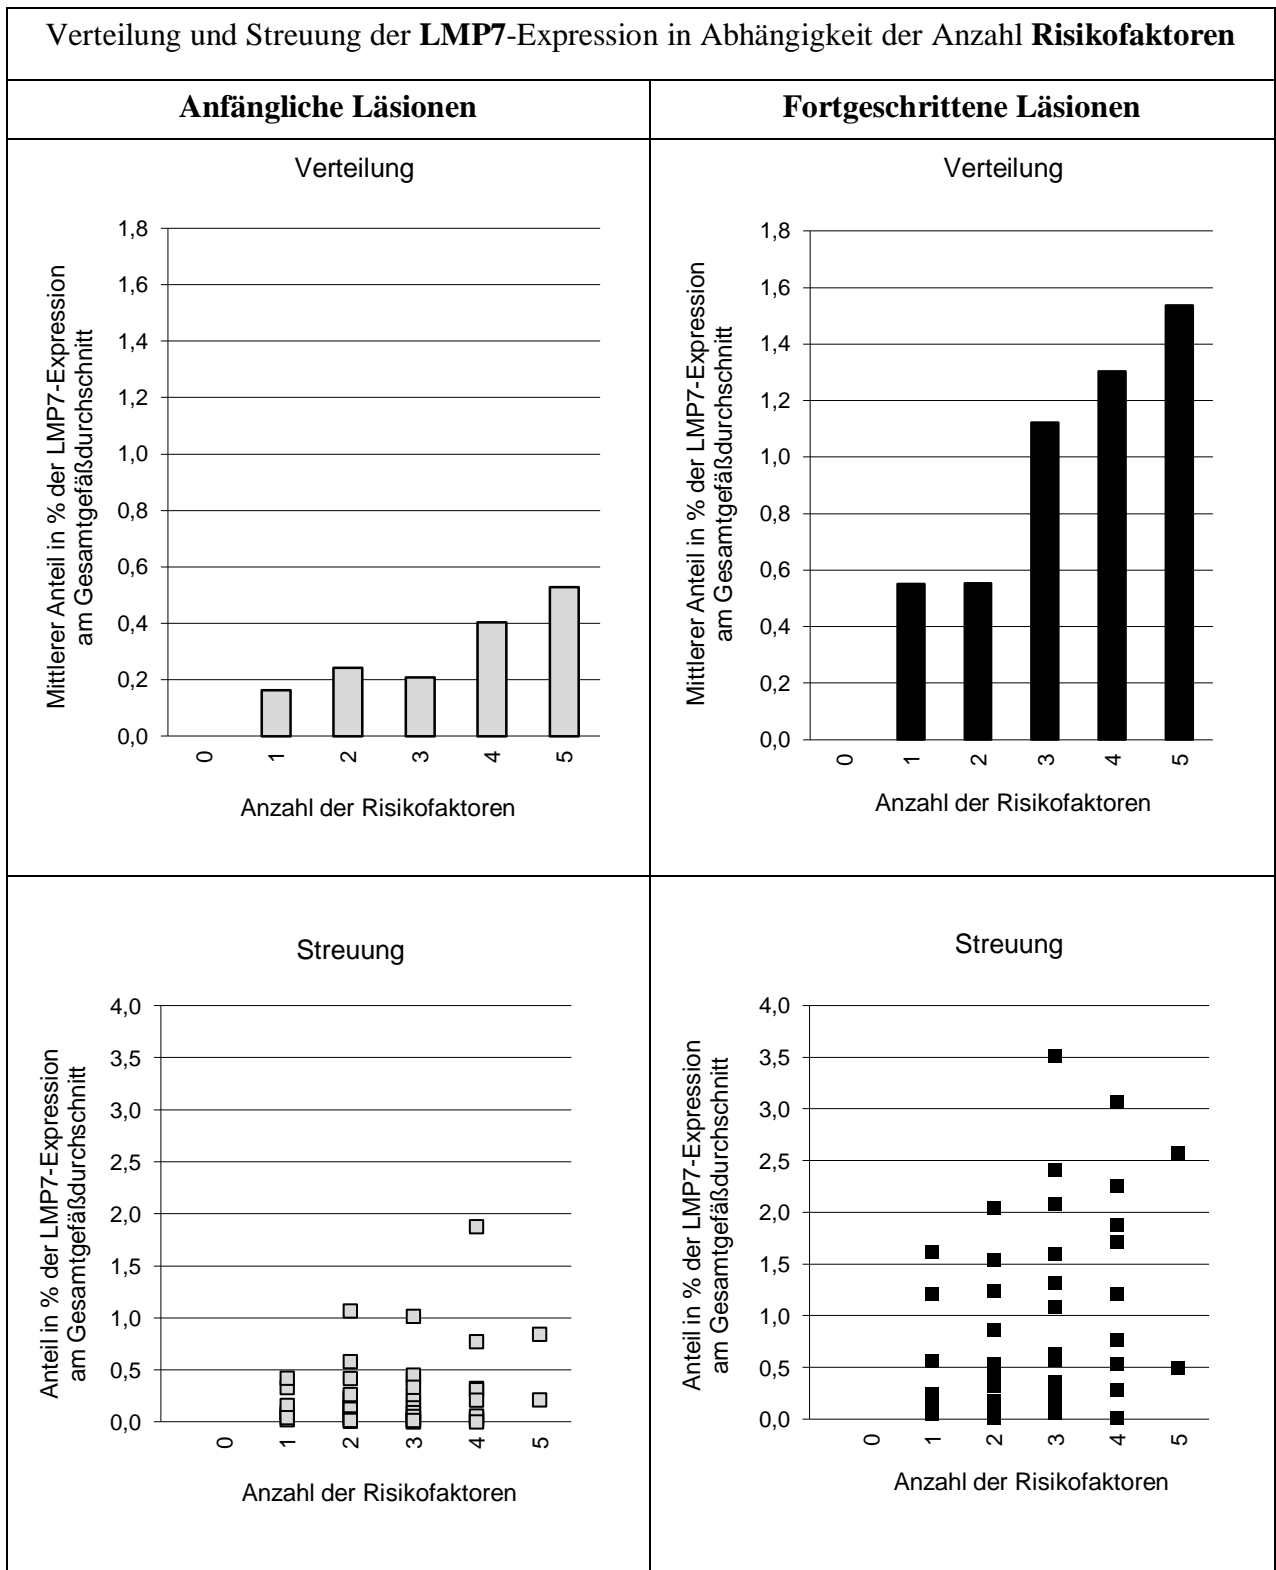 Verteilung und Streuung der LMP7-Expression in Abhängigkeit der Anzahl Risikofaktoren
Anfängliche Läsionen
Fortgeschrittene Läsionen
Verteilung
Mittlerer Anteil in % der LMP7-Expression
am Gesamtgefäßdurchschnitt
1,8
1,6
1,4
1,2
1,0
0,8
0,6
0,4
0,2
0,0
0 1 2 3 4 5
Anzahl der Risikofaktoren
Verteilung
Mittlerer Anteil in % der LMP7-Expression
am Gesamtgefäßdurchschnitt
1,8
1,6
1,4
1,2
1,0
0,8
0,6
0,4
0,2
0,0
0 1 2 3 4 5
Anzahl der Risikofaktoren
Streuung
Anteil in % der LMP7-Expression
am Gesamtgefäßdurchschnitt
4,0
3,5
3,0
2,5
2,0
1,5
1,0
0,5
0,0
0 1 2 3 4 5
Anzahl der Risikofaktoren
Streuung
Anteil in % der LMP7-Expression
am Gesamtgefäßdurchschnitt
4,0
3,5
3,0
2,5
2,0
1,5
1,0
0,5
0,0
0 1 2 3 4 5
Anzahl der Risikofaktoren